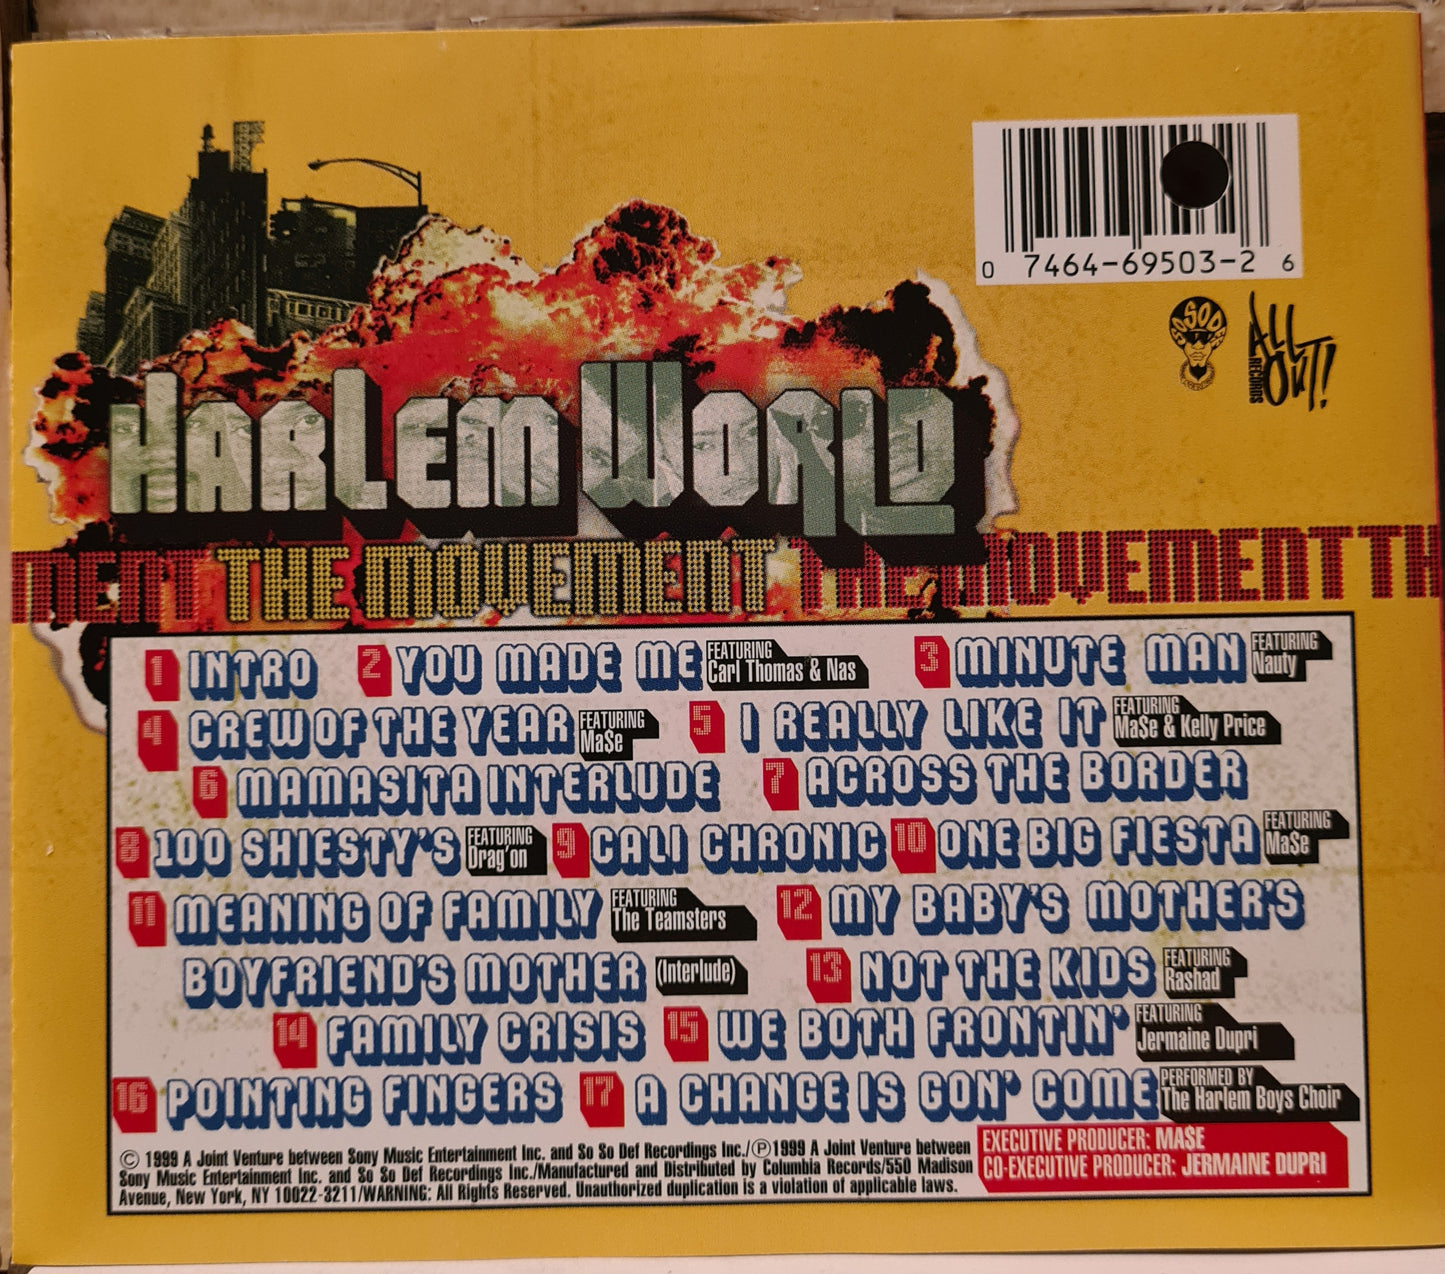 0 7464-69503-2 6
SO SO DEF
RECORDINGS
ALL OUT!
RECORDS
HARLEM WORLD
MENT THE MOVEMENT THE MOVEMENT TH
1 INTRO 2 YOU MADE ME FEATURING Carl Thomas & Nas 3 MINUTE MAN FEATURING Nauty
4 CREW OF THE YEAR FEATURING Ma$e 5 I REALLY LIKE IT FEATURING Ma$e & Kelly Price
6 MAMASITA INTERLUDE 7 ACROSS THE BORDER
8 100 SHIESTY'S FEATURING Drag'on 9 CALI CHRONIC 10 ONE BIG FIESTA FEATURING Ma$e
11 MEANING OF FAMILY FEATURING The Teamsters 12 MY BABY'S MOTHER'S
BOYFRIEND'S MOTHER (Interlude) 13 NOT THE KIDS FEATURING Rashad
14 FAMILY CRISIS 15 WE BOTH FRONTIN' FEATURING Jermaine Dupri
16 POINTING FINGERS 17 A CHANGE IS GON' COME PERFORMED BY The Harlem Boys Choir
© 1999 A Joint Venture between Sony Music Entertainment Inc. and So So Def Recordings Inc./℗ 1999 A Joint Venture between
Sony Music Entertainment Inc. and So So Def Recordings Inc./Manufactured and Distributed by Columbia Records/550 Madison
Avenue, New York, NY 10022-3211/WARNING: All Rights Reserved. Unauthorized duplication is a violation of applicable laws.
EXECUTIVE PRODUCER: MA$E
CO-EXECUTIVE PRODUCER: JERMAINE DUPRI